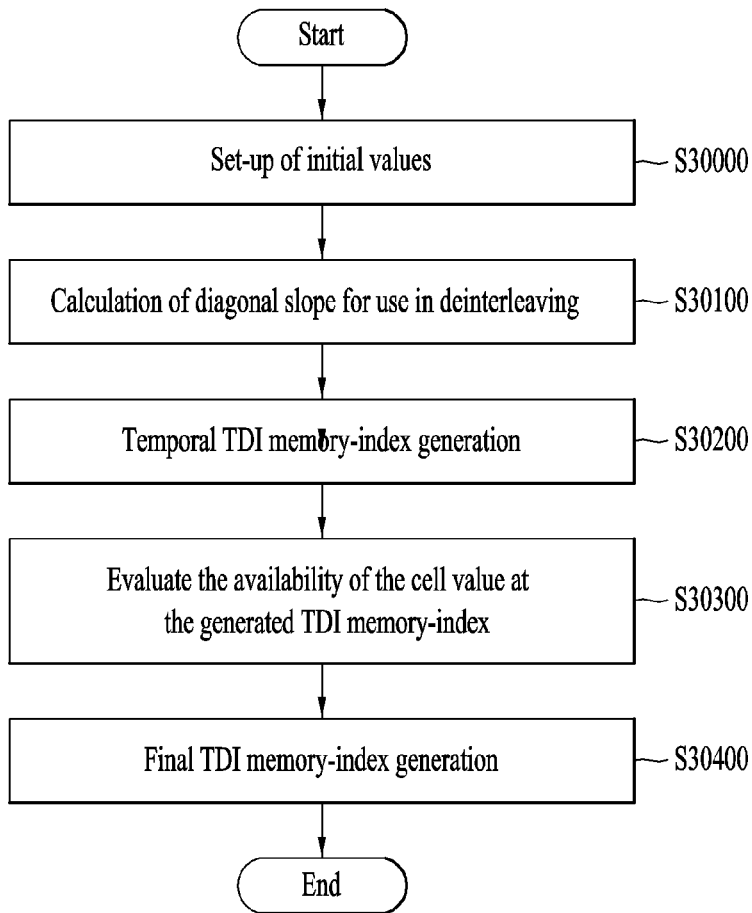 Start
Set-up of initial values
S30000
Calculation of diagonal slope for use in deinterleaving
S30100
Temporal TDI memory-index generation
S30200
Evaluate the availability of the cell value at
the generated TDI memory-index
S30300
Final TDI memory-index generation
S30400
End